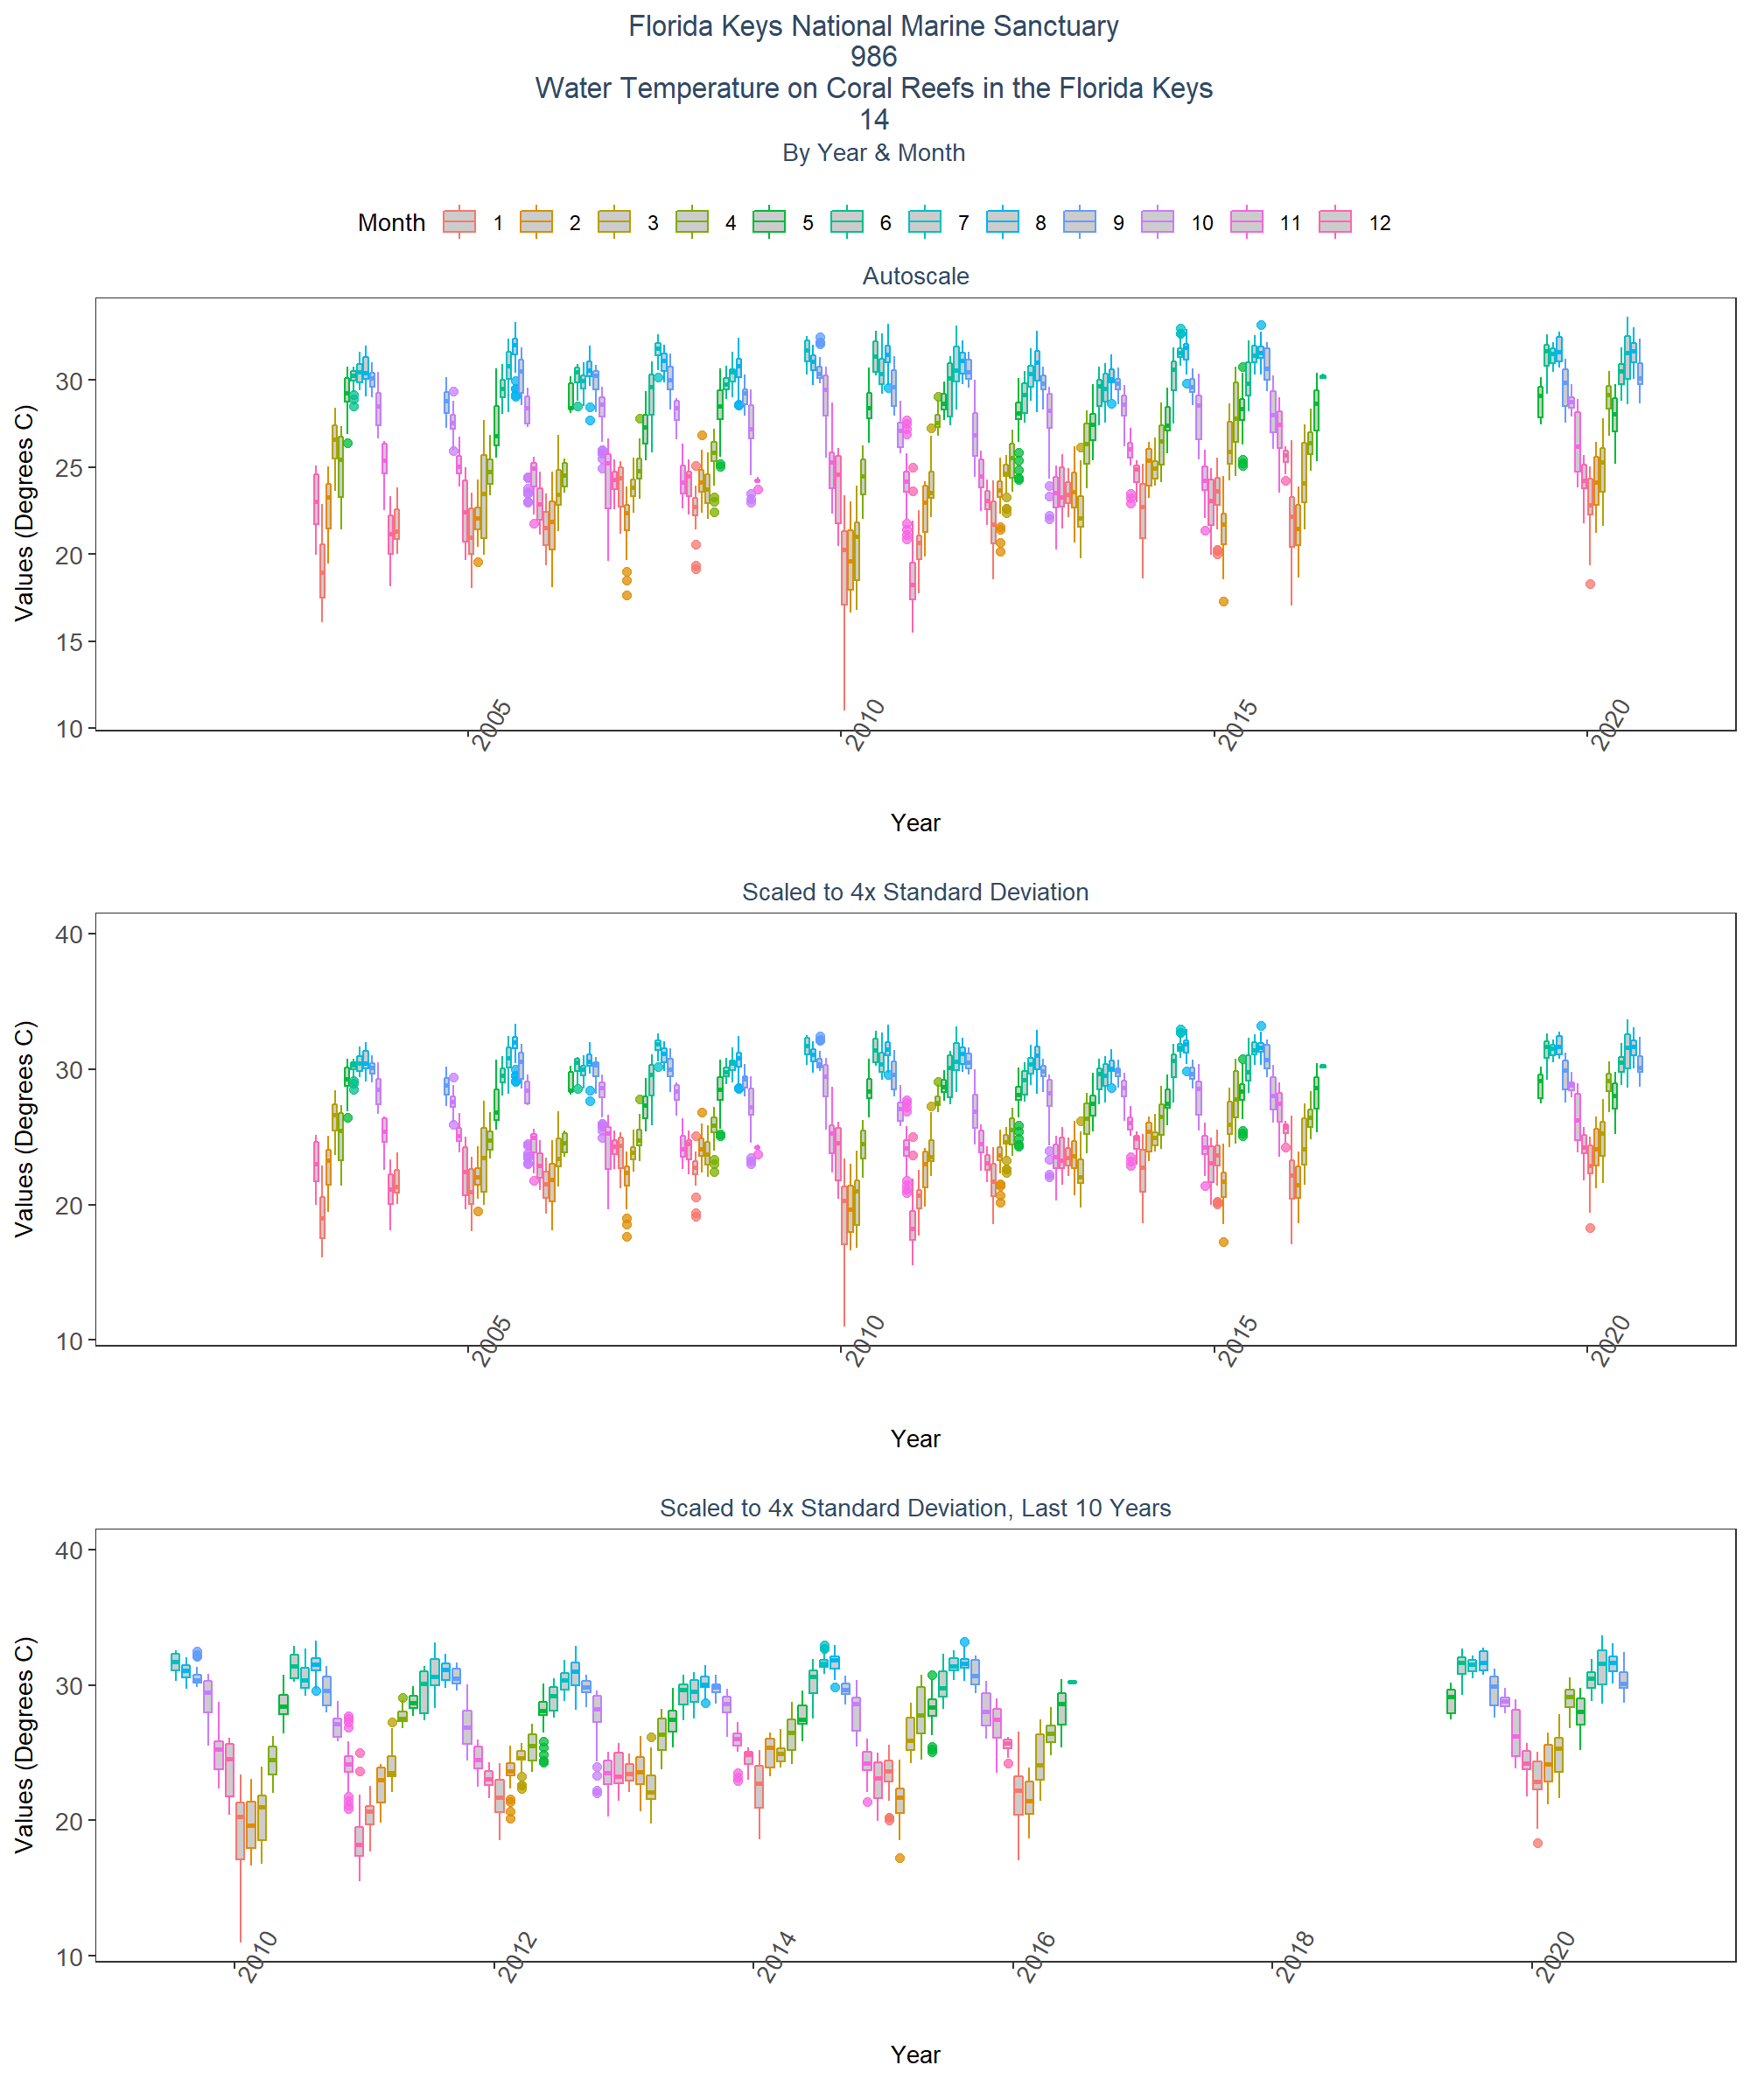 Florida Keys National Marine Sanctuary
986
Water Temperature on Coral Reefs in the Florida Keys
14
By Year & Month
Month 1 2 3 4 5 6 7 8 9 10 11 12
Autoscale
Values (Degrees C)
30
25
20
15
10
2005 2010 2015 2020
Year
Scaled to 4x Standard Deviation
Values (Degrees C)
40
30
20
10
2005 2010 2015 2020
Year
Scaled to 4x Standard Deviation, Last 10 Years
Values (Degrees C)
40
30
20
10
2010 2012 2014 2016 2018 2020
Year